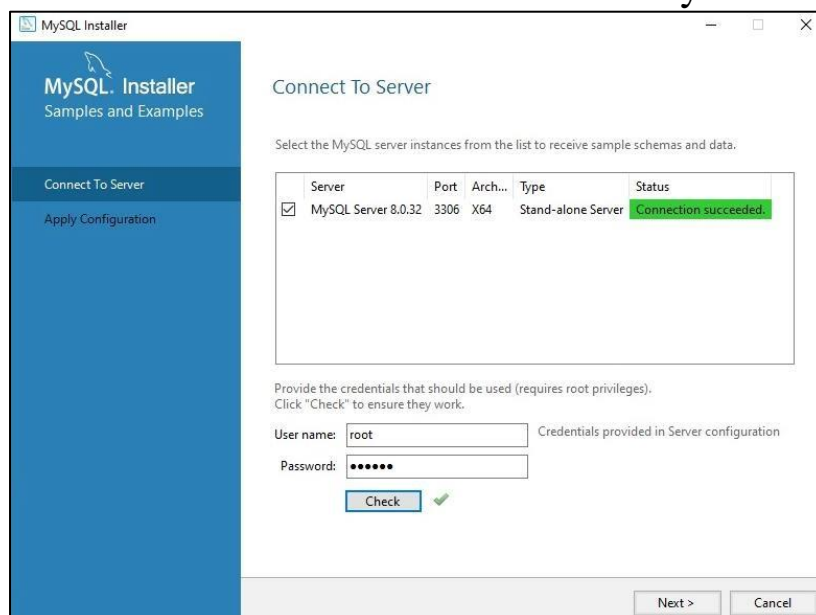 MySQL Installer
MySQL. Installer
Samples and Examples
Connect To Server
Apply Configuration
Connect To Server
Select the MySQL server instances from the list to receive sample schemas and data.
Server Port Arch... Type Status
MySQL Server 8.0.32 3306 X64 Stand-alone Server Connection succeeded.
Provide the credentials that should be used (requires root privileges).
Click "Check" to ensure they work.
User name: root Credentials provided in Server configuration
Password: ●●●●●●
Check
Next > Cancel